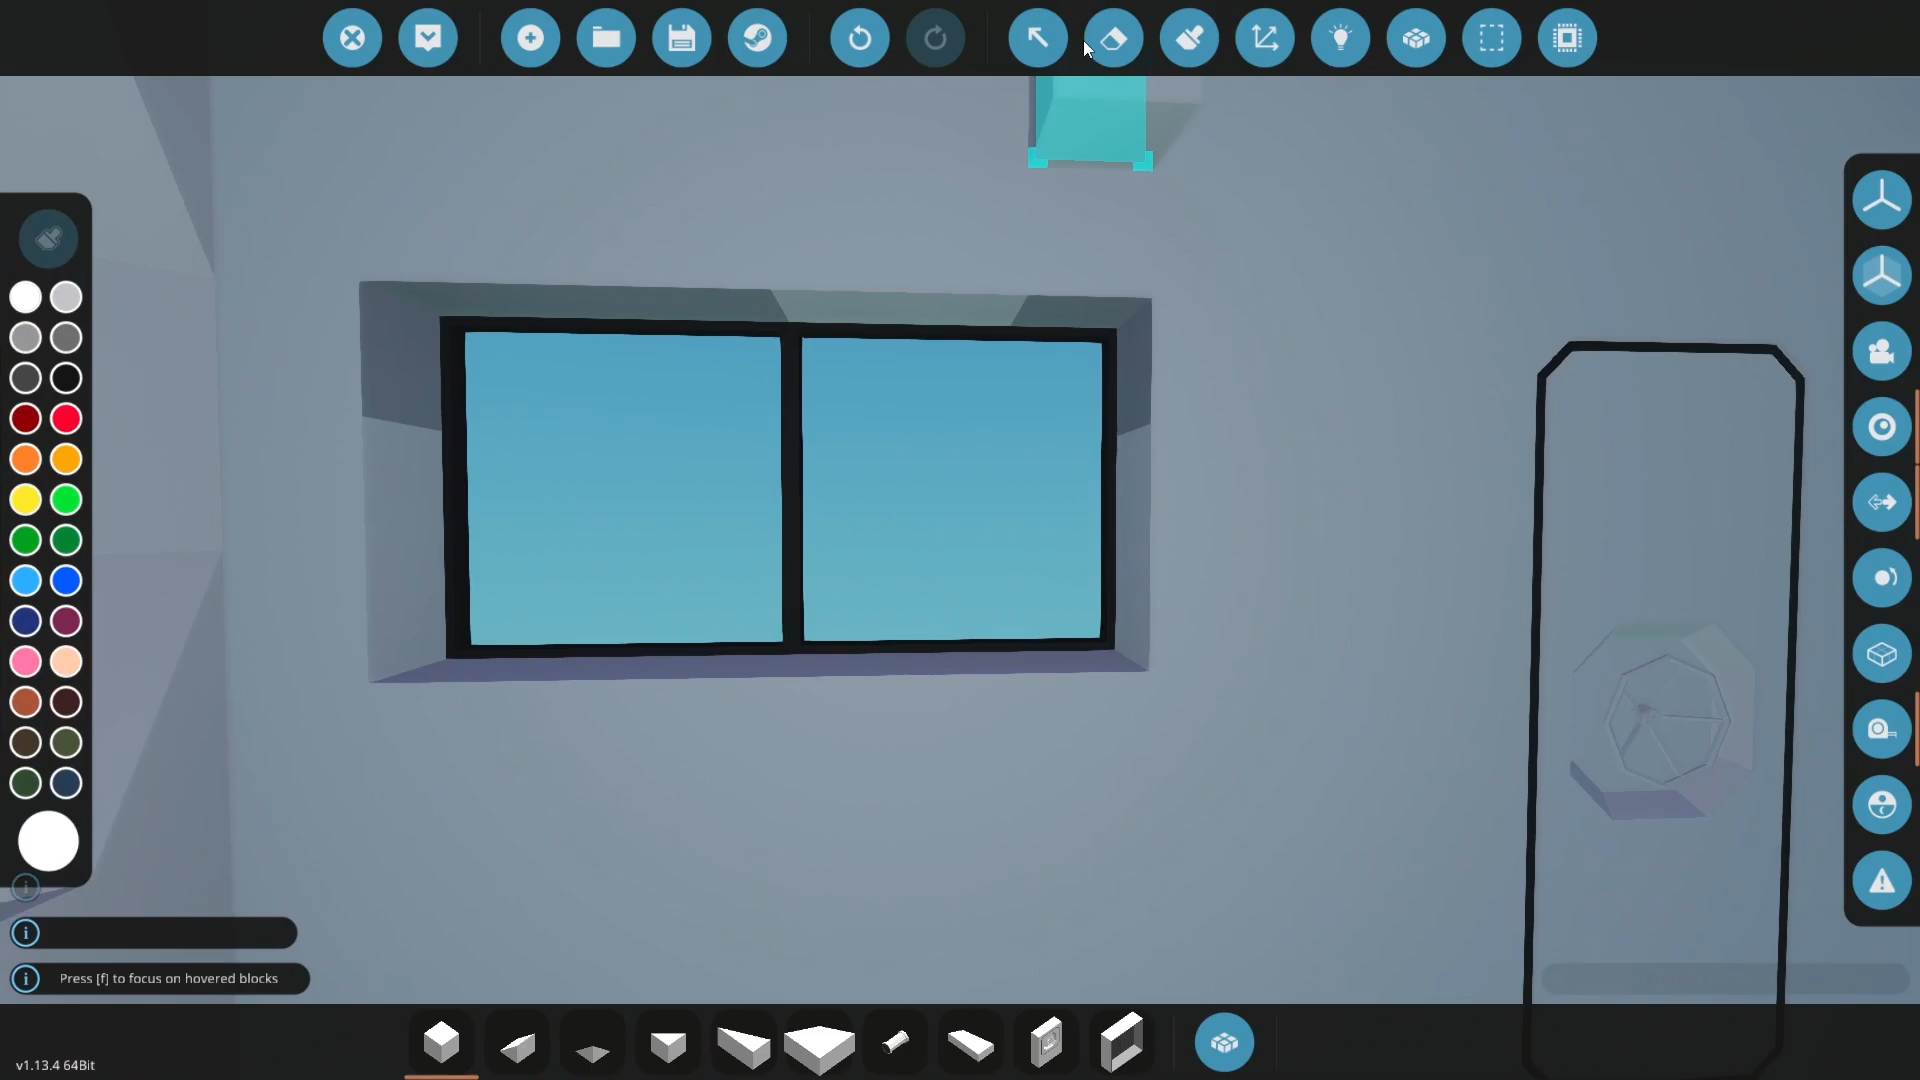 Press [f] to focus on hovered blocks
v1.13.4 64Bit